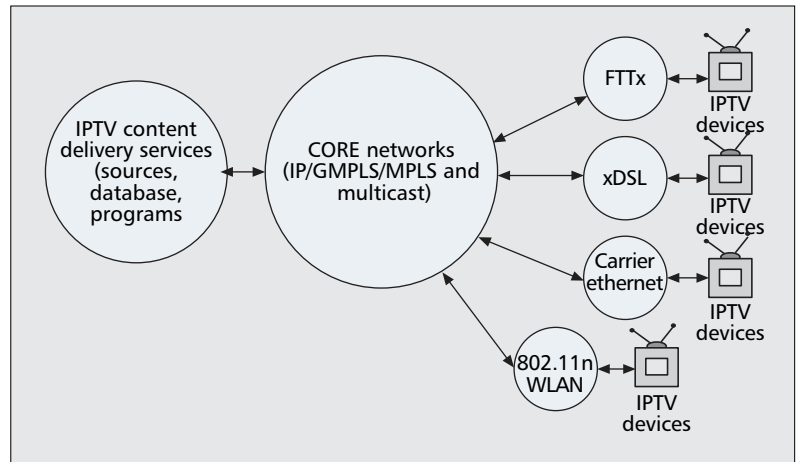 IPTV content
delivery services
(sources,
database,
programs
CORE networks
(IP/GMPLS/MPLS and
multicast)
FTTx
IPTV
devices
xDSL
IPTV
devices
Carrier
ethernet
IPTV
devices
802.11n
WLAN
IPTV
devices